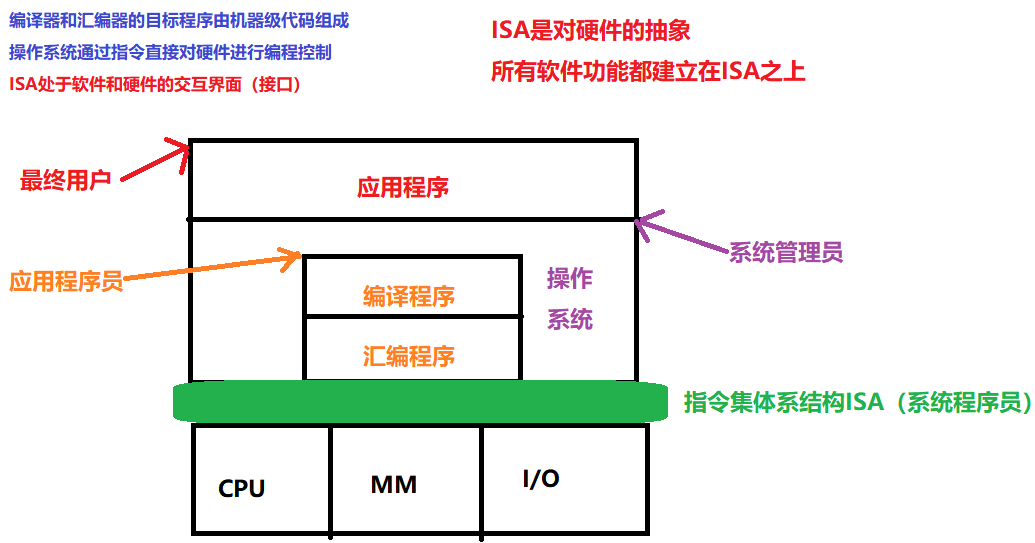 编译器和汇编器的目标程序由机器级代码组成
操作系统通过指令直接对硬件进行编程控制
ISA处于软件和硬件的交互界面（接口）
ISA是对硬件的抽象
所有软件功能都建立在ISA之上
最终用户
应用程序
系统管理员
应用程序员
编译程序
操作
系统
汇编程序
指令集体系结构ISA（系统程序员）
CPU
MM
I/O